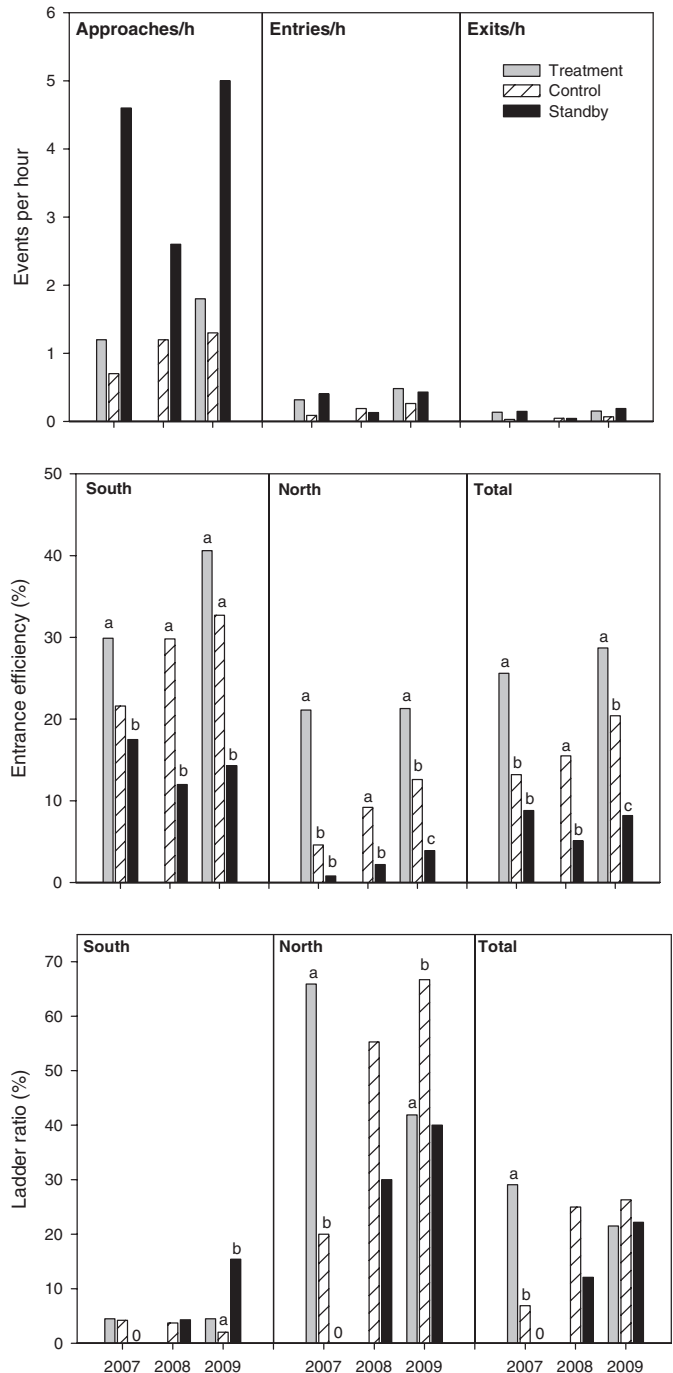 Approaches/h Entries/h Exits/h
Treatment
Control
Standby
Events per hour
6
5
4
3
2
1
0
South North Total
Entrance efficiency (%)
50
40
30
20
10
0
a b a b a a b
a b b a b a b c
a b b a b a b c
South North Total
Ladder ratio (%)
70
60
50
40
30
20
10
0
0 a b
a b 0 a b
a b 0
2007 2008 2009 2007 2008 2009 2007 2008 2009